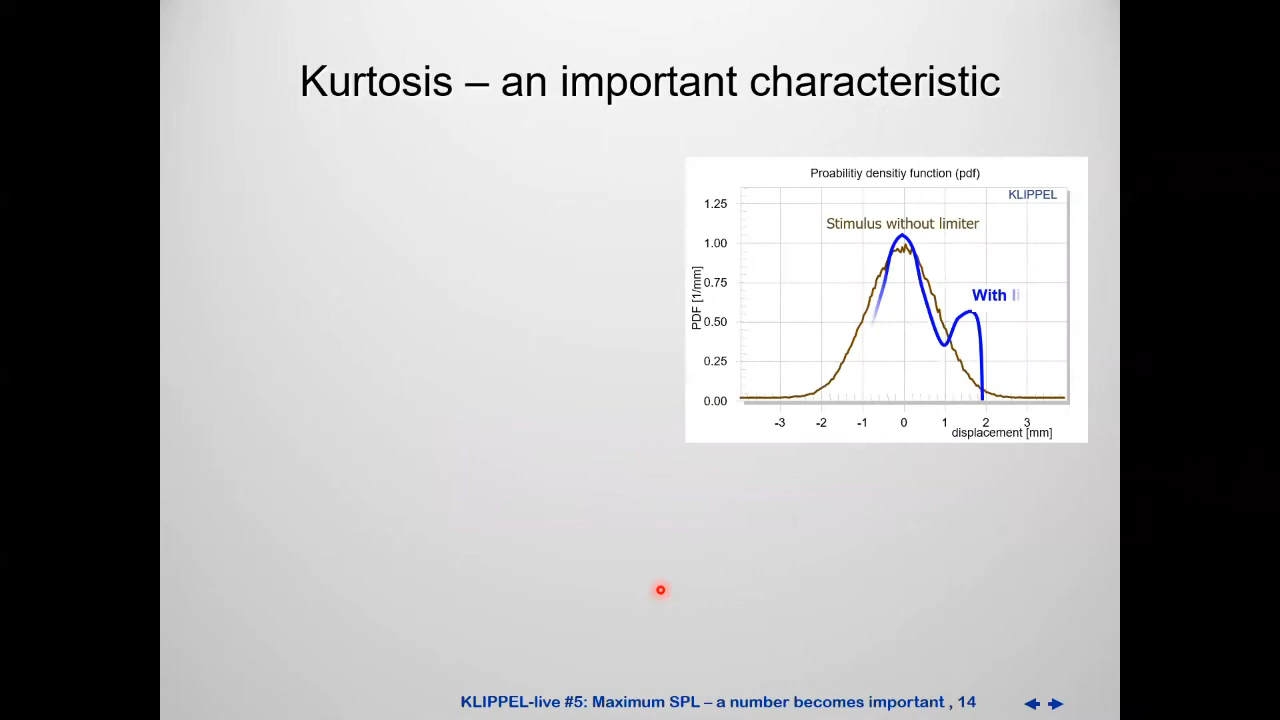 Kurtosis – an important characteristic
Proabilitiy densitiy function (pdf)
KLIPPEL
Stimulus without limiter
With li
PDF [1/mm]
1.25
1.00
0.75
0.50
0.25
0.00
-3 -2 -1 0 1 2 3
displacement [mm]
KLIPPEL-live #5: Maximum SPL – a number becomes important , 14